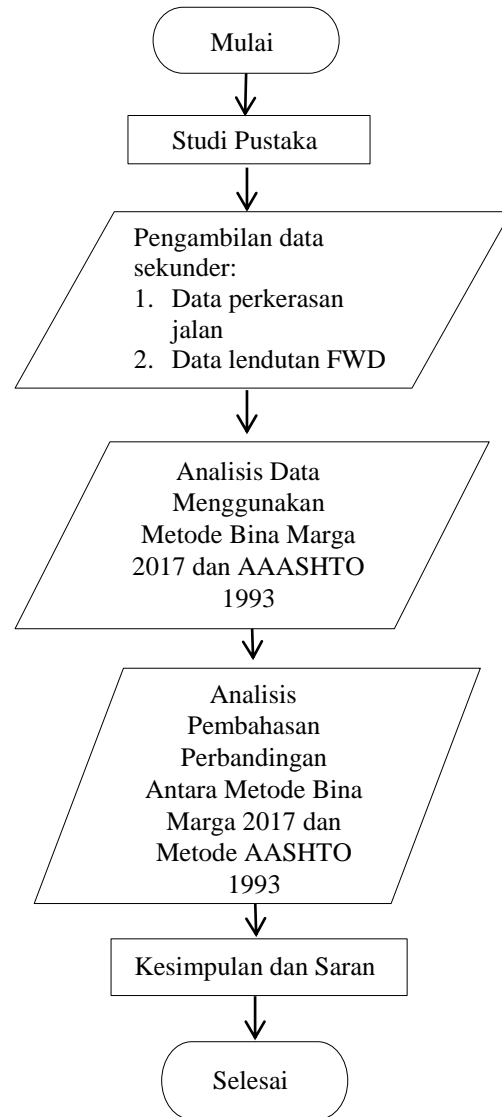 Mulai
Studi Pustaka
Pengambilan data
sekunder:
1. Data perkerasan
jalan
2. Data lendutan FWD
Analisis Data
Menggunakan
Metode Bina Marga
2017 dan AAASHTO
1993
Analisis
Pembahasan
Perbandingan
Antara Metode Bina
Marga 2017 dan
Metode AASHTO
1993
Kesimpulan dan Saran
Selesai